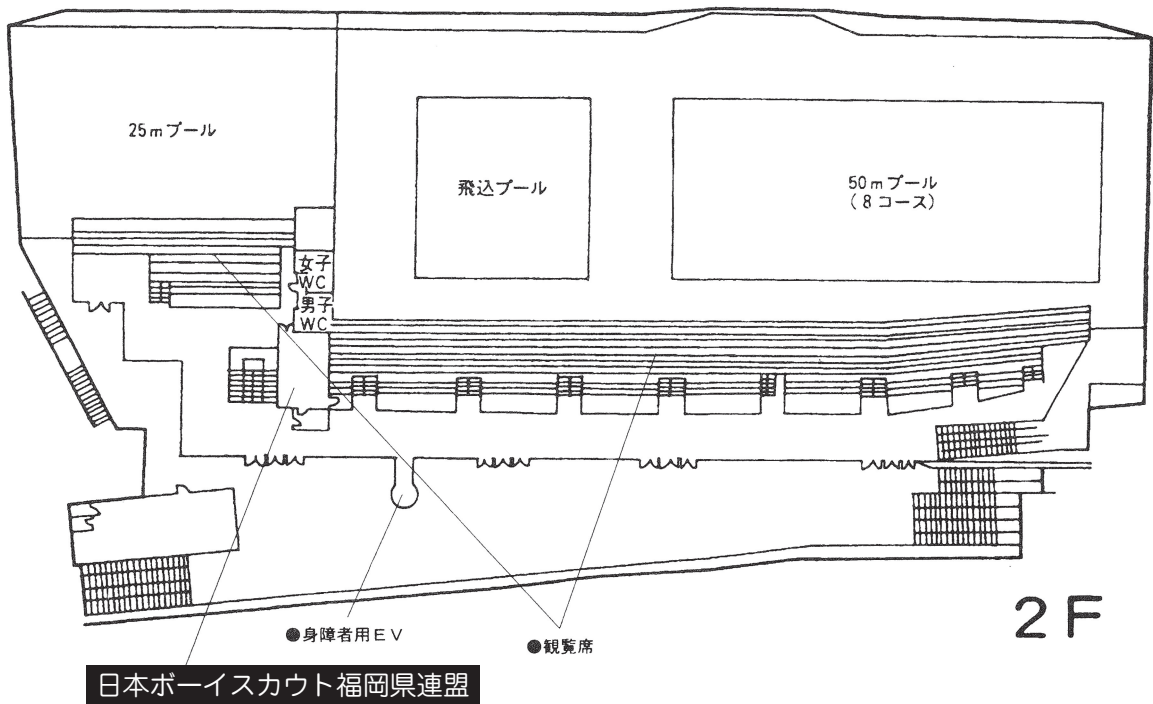 25mプール
飛込プール
50mプール
(8コース)
女子
WC
男子
WC
●身障者用EV
●観覧席
2F
日本ボーイスカウト福岡県連盟